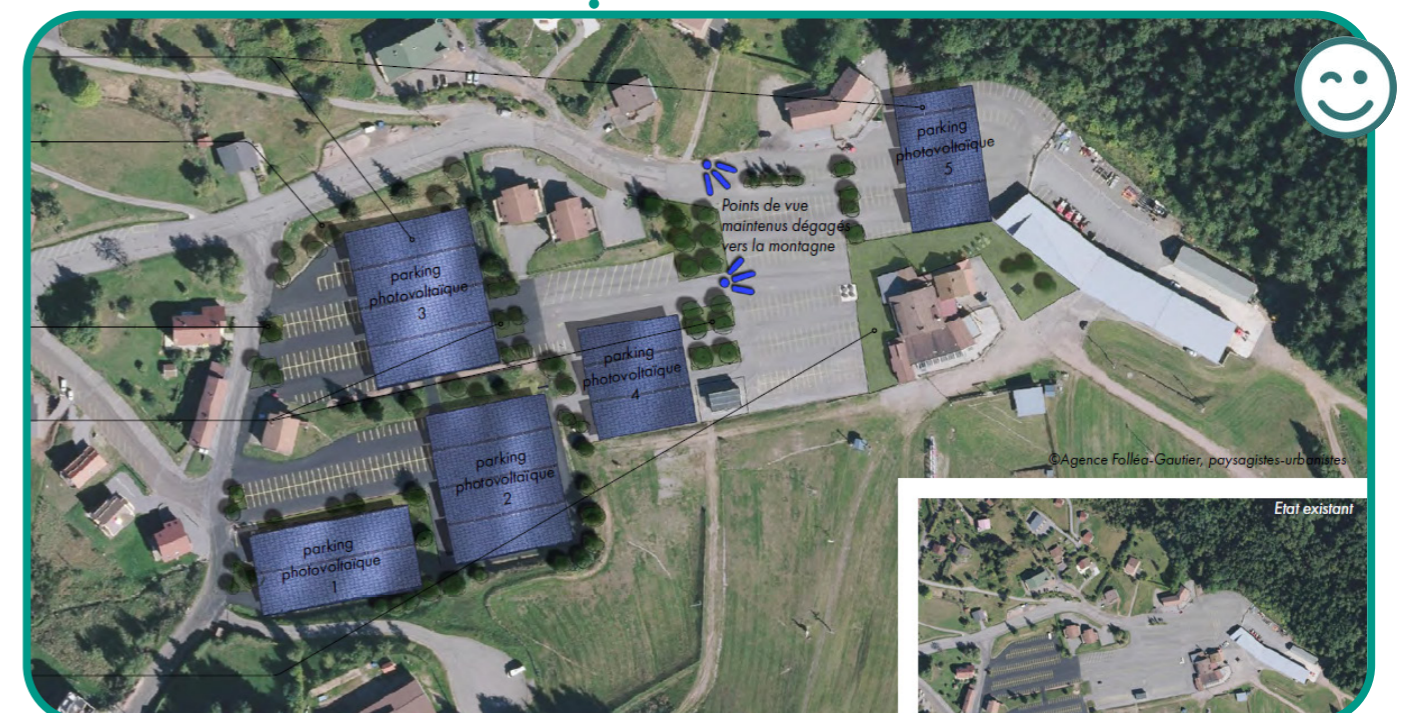 parking
photovoltaïque
5
Points de vue
maintenus dégagés
vers la montagne
parking
photovoltaïque
3
parking
photovoltaïque
4
parking
photovoltaïque
2
©Agence Folléa-Gautier, paysagistes-urbanistes
Etat existant
parking
photovoltaïque
1